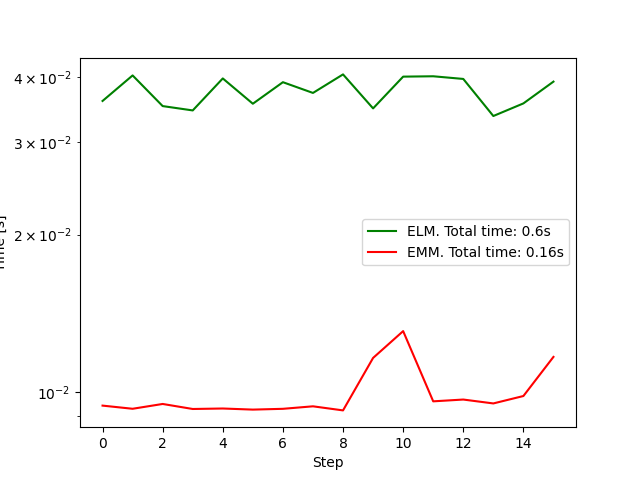 4 × 10⁻²
3 × 10⁻²
2 × 10⁻²
10⁻²
Time [s]
ELM. Total time: 0.6s
EMM. Total time: 0.16s
0 2 4 6 8 10 12 14
Step